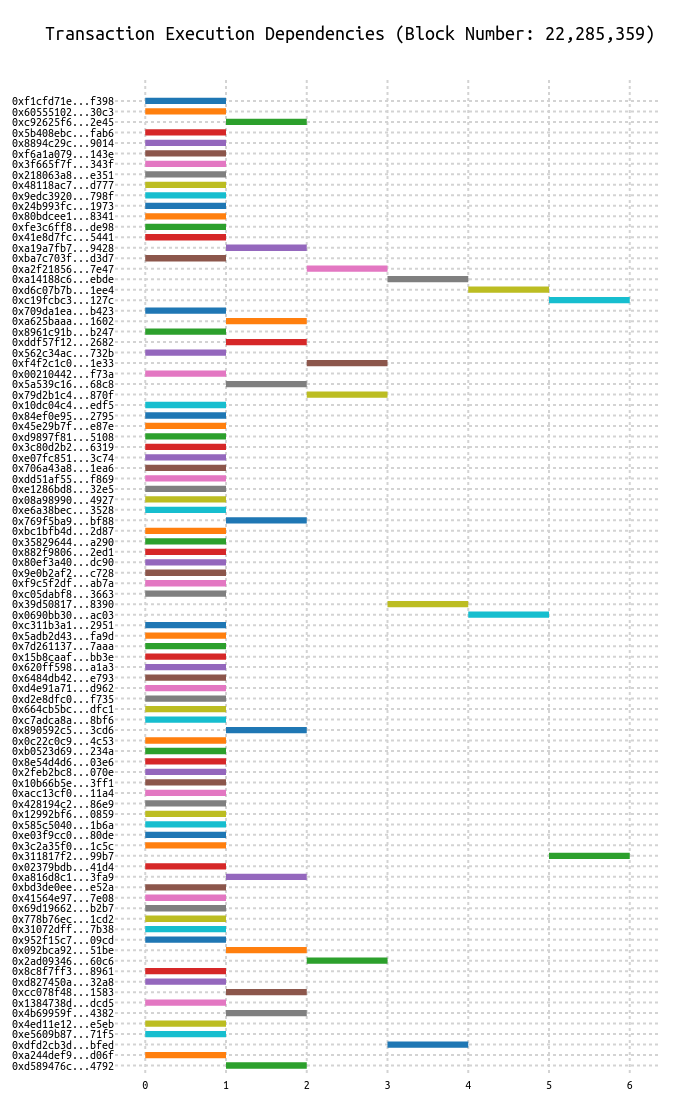 Transaction Execution Dependencies (Block Number: 22,285,359)
0xf1cfd71e...f398
0x60555102...30c3
0xc92625f6...2e45
0x5b408ebc...fab6
0x8894c29c...9014
0xf6a1a079...143e
0x3f665f7f...343f
0x218063a8...e351
0x48118ac7...d777
0x9edc3920...798f
0x24b993fc...1973
0x80bdcee1...8341
0xfe3c6ff8...de98
0x41e8d7fc...5441
0xa19a7fb7...9428
0xba7c703f...d3d7
0xa2f21856...7e47
0xa14188c6...ebde
0xd6c07b7b...1ee4
0xc19fcbc3...127c
0x709da1ea...b423
0xa625baaa...1602
0x8961c91b...b247
0xddf57f12...2682
0x562c34ac...732b
0xf4f2c1c0...1e33
0x00210442...f73a
0x5a539c16...68c8
0x79d2b1c4...870f
0x10dc04c4...edf5
0x84ef0e95...2795
0x45e29b7f...e87e
0xd9897f81...5108
0x3c80d2b2...6319
0xe07fc851...3c74
0x706a43a8...1ea6
0xdd51af55...f869
0xe1286bd8...32e5
0x08a98990...4927
0xe6a38bec...3528
0x769f5ba9...bf88
0xbc1bfb4d...2d87
0x35829644...a290
0x882f9806...2ed1
0x80ef3a40...dc90
0x9e0b2af2...c728
0xf9c5f2df...ab7a
0xc05dabf8...3663
0x39d50817...8390
0x0690bb30...ac03
0xc311b3a1...2951
0x5adb2d43...fa9d
0x7d261137...7aaa
0x15b8caaf...bb3e
0x620ff598...a1a3
0x6484db42...e793
0xd4e91a71...d962
0xd2e8dfc0...f735
0x664cb5bc...dfc1
0xc7adca8a...8bf6
0x890592c5...3cd6
0x0c22c0c9...4c53
0xb0523d69...234a
0x8e54d4d6...03e6
0x2feb2bc8...070e
0x10b66b5e...3ff1
0xacc13cf0...11a4
0x428194c2...86e9
0x12992bf6...0859
0x585c5040...1b6a
0xe03f9cc0...80de
0x3c2a35f0...1c5c
0x311817f2...99b7
0x02379bdb...41d4
0xa816d8c1...3fa9
0xbd3de0ee...e52a
0x41564e97...7e08
0x69d19662...b2b7
0x778b76ec...1cd2
0x31072dff...7b38
0x952f15c7...09cd
0x092bca92...51be
0x2ad09346...60c6
0x8c8f7ff3...8961
0xd827450a...32a8
0xcc078f48...1583
0x1384738d...dcd5
0x4b69959f...4382
0x4ed11e12...e5eb
0xe5609b87...71f5
0xdfd2cb3d...bfed
0xa244def9...d06f
0xd589476c...4792
0 1 2 3 4 5 6